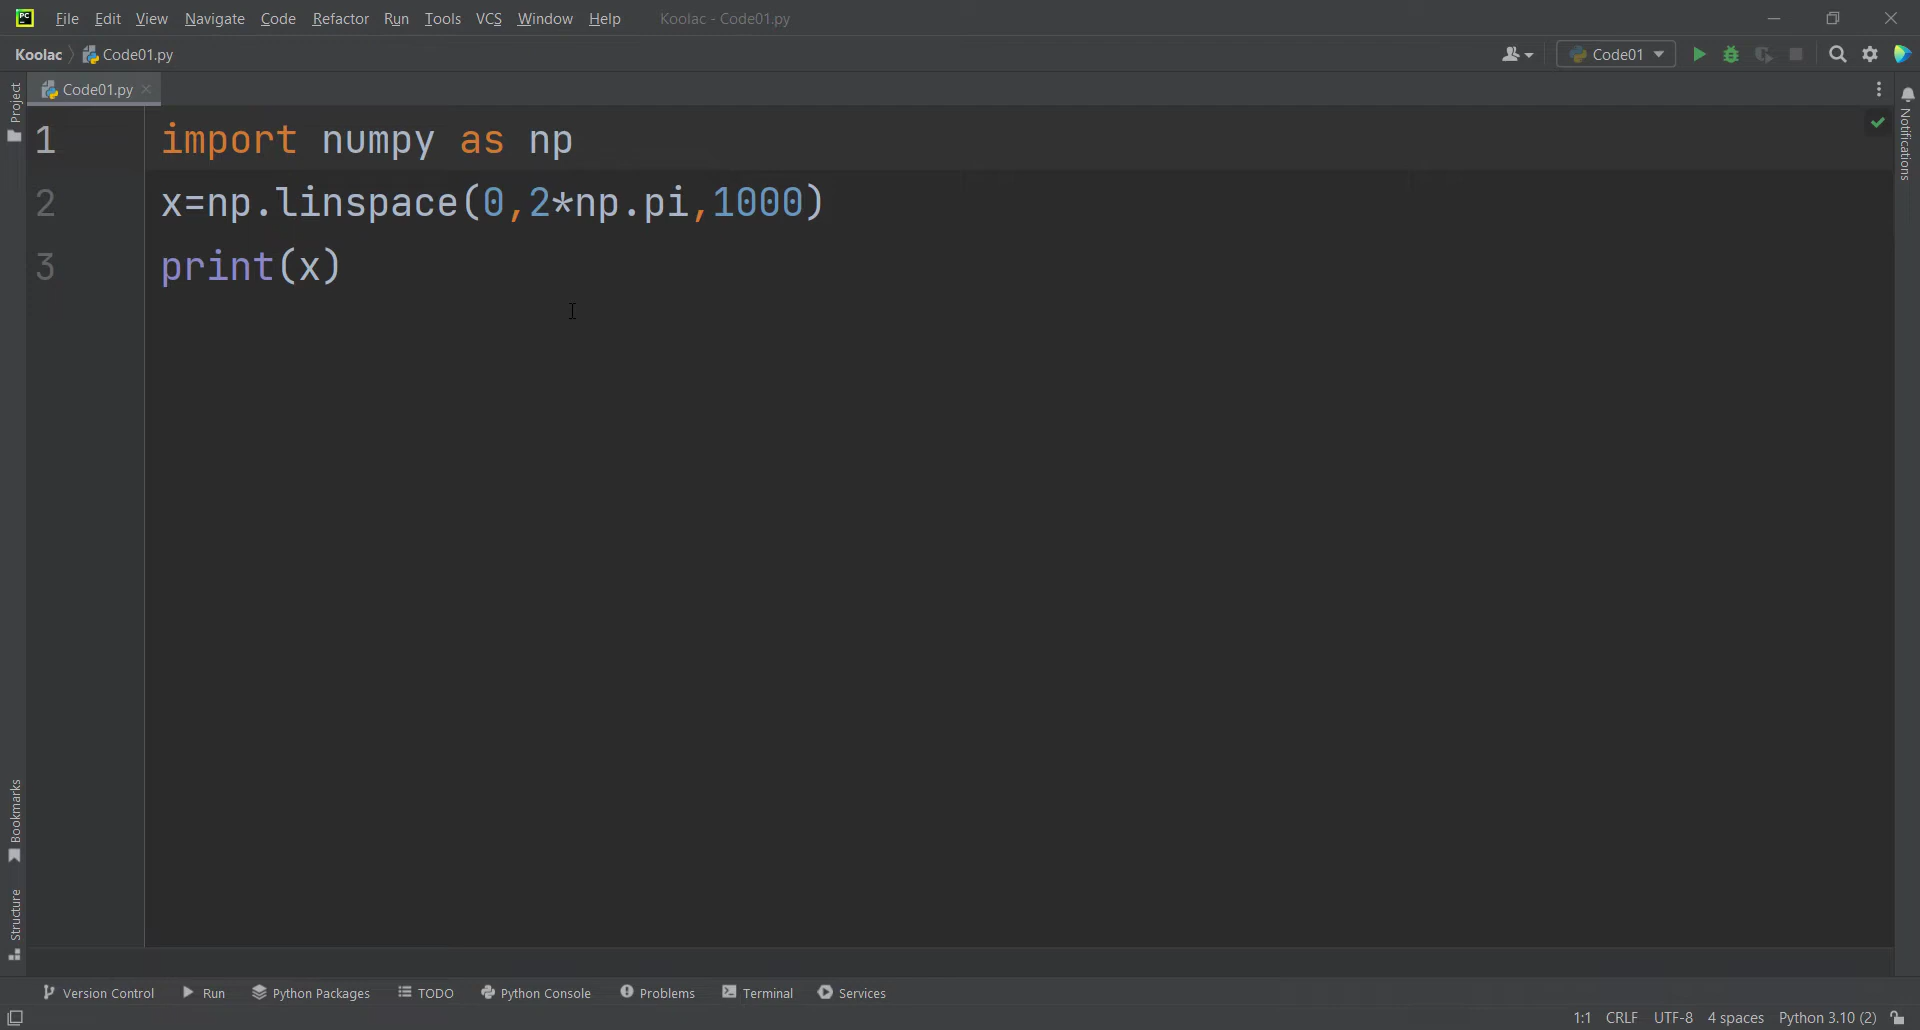 PC File Edit View Navigate Code Refactor Run Tools VCS Window Help Koolac - Code01.py
Koolac Code01.py Code01
Project
Code01.py
Notifications
1 import numpy as np
2 x=np.linspace(0,2*np.pi,1000)
3 print(x)
Bookmarks
Structure
Version Control Run Python Packages TODO Python Console Problems Terminal Services
1:1 CRLF UTF-8 4 spaces Python 3.10 (2)